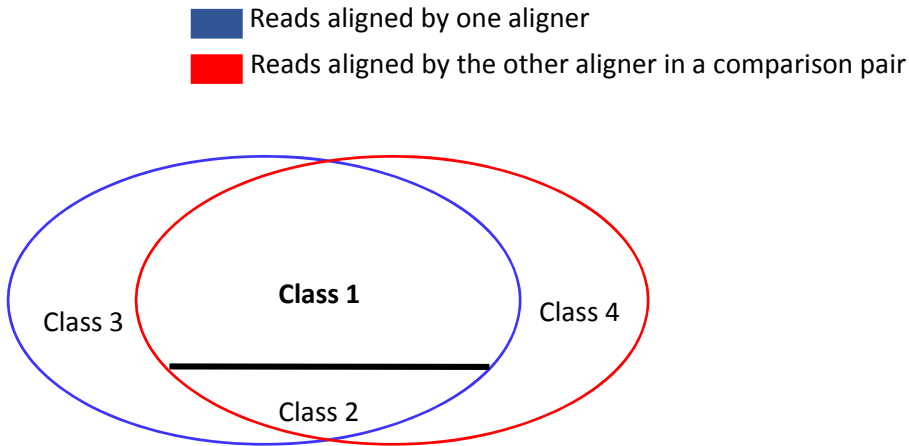 Reads aligned by one aligner
Reads aligned by the other aligner in a comparison pair
Class 1
Class 3
Class 4
Class 2